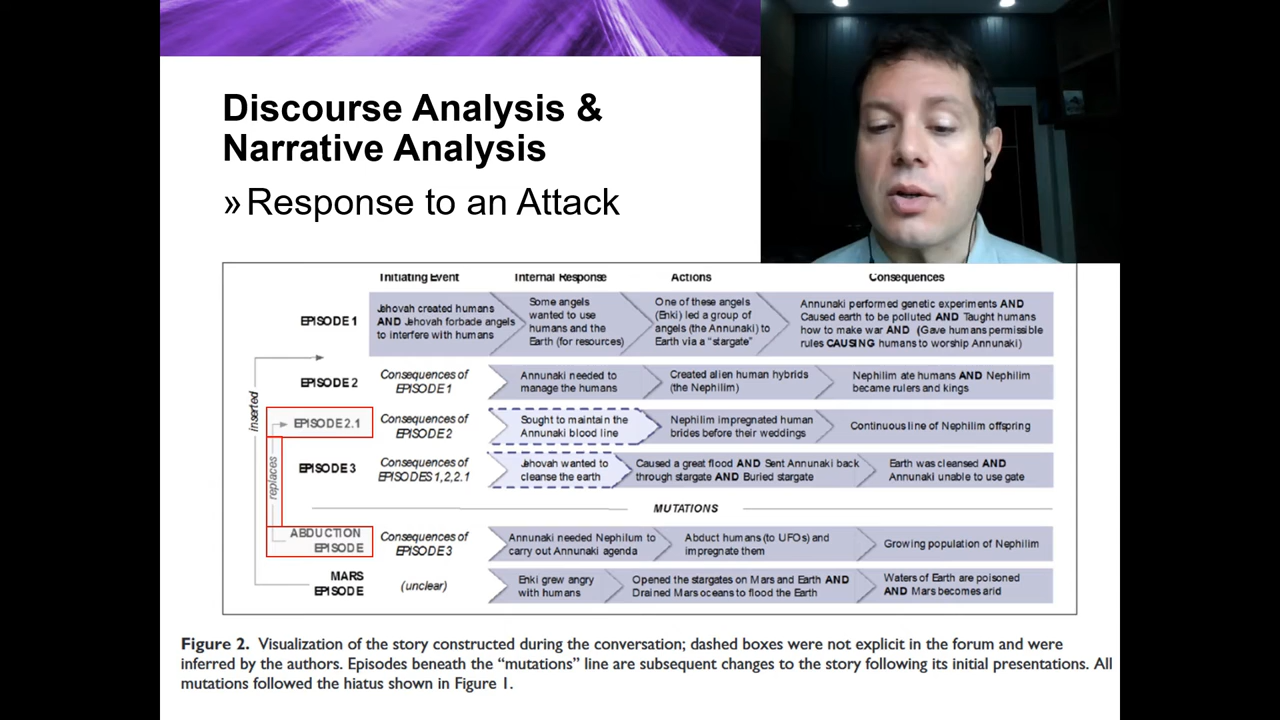 Discourse Analysis &
Narrative Analysis
» Response to an Attack
Initiating Event Internal Response Actions Consequences
EPISODE 1
Jehovah created humans
AND Jehovah forbade angels
to interfere with humans
Some angels
wanted to use
humans and the
Earth (for resources)
One of these angels
(Enki) led a group of
angels (the Annunaki) to
Earth via a "stargate"
Annunaki performed genetic experiments AND
Caused earth to be polluted AND Taught humans
how to make war AND (Gave humans permissible
rules CAUSING humans to worship Annunaki)
EPISODE 2
Consequences of
EPISODE 1
Annunaki needed to
manage the humans
Created alien human hybrids
(the Nephilim)
Nephilim ate humans AND Nephilim
became rulers and kings
inserted
EPISODE 2.1
Consequences of
EPISODE 2
Sought to maintain the
Annunaki blood line
Nephilim impregnated human
brides before their weddings
Continuous line of Nephilim offspring
replaces
EPISODE 3
Consequences of
EPISODES 1,2,2.1
Jehovah wanted to
cleanse the earth
Caused a great flood AND Sent Annunaki back
through stargate AND Buried stargate
Earth was cleansed AND
Annunaki unable to use gate
MUTATIONS
ABDUCTION
EPISODE
Consequences of
EPISODE 3
Annunaki needed Nephilum to
carry out Annunaki agenda
Abduct humans (to UFOs) and
impregnate them
Growing population of Nephilim
MARS
EPISODE
(unclear)
Enki grew angry
with humans
Opened the stargates on Mars and Earth AND
Drained Mars oceans to flood the Earth
Waters of Earth are poisoned
AND Mars becomes arid
Figure 2. Visualization of the story constructed during the conversation; dashed boxes were not explicit in the forum and were
inferred by the authors. Episodes beneath the "mutations" line are subsequent changes to the story following its initial presentations. All
mutations followed the hiatus shown in Figure 1.